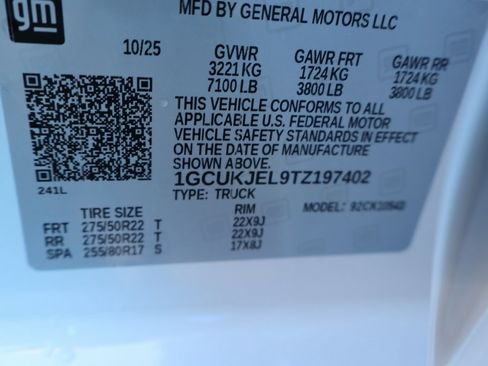 gm
MFD BY GENERAL MOTORS LLC
10/25 GVWR GAWR FRT GAWR RR
3221 KG 1724 KG 1724 KG
7100 LB 3800 LB 3800 LB
THIS VEHICLE CONFORMS TO ALL
APPLICABLE U.S. FEDERAL MOTOR
VEHICLE SAFETY STANDARDS IN EFFECT
ON THE DATE OF MANUFACTURE
SHOWN ABOVE.
1GCUKJEL9TZ197402
241L
TYPE: TRUCK MODEL:
TIRE SIZE RIM
FRT 275/50R22 T 22X9J
RR 275/50R22 T 22X9J
SPA 255/80R17 S 17X8J